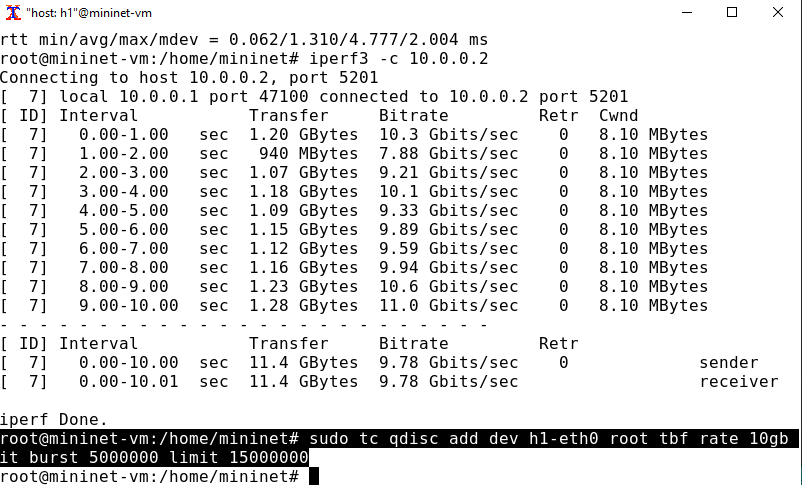 "host: h1"@mininet-vm
rtt min/avg/max/mdev = 0.062/1.310/4.777/2.004 ms
root@mininet-vm:/home/mininet# iperf3 -c 10.0.0.2
Connecting to host 10.0.0.2, port 5201
[  7] local 10.0.0.1 port 47100 connected to 10.0.0.2 port 5201
[ ID] Interval           Transfer     Bitrate         Retr  Cwnd
[  7]   0.00-1.00   sec  1.20 GBytes  10.3 Gbits/sec    0   8.10 MBytes
[  7]   1.00-2.00   sec   940 MBytes  7.88 Gbits/sec    0   8.10 MBytes
[  7]   2.00-3.00   sec  1.07 GBytes  9.21 Gbits/sec    0   8.10 MBytes
[  7]   3.00-4.00   sec  1.18 GBytes  10.1 Gbits/sec    0   8.10 MBytes
[  7]   4.00-5.00   sec  1.09 GBytes  9.33 Gbits/sec    0   8.10 MBytes
[  7]   5.00-6.00   sec  1.15 GBytes  9.89 Gbits/sec    0   8.10 MBytes
[  7]   6.00-7.00   sec  1.12 GBytes  9.59 Gbits/sec    0   8.10 MBytes
[  7]   7.00-8.00   sec  1.16 GBytes  9.94 Gbits/sec    0   8.10 MBytes
[  7]   8.00-9.00   sec  1.23 GBytes  10.6 Gbits/sec    0   8.10 MBytes
[  7]   9.00-10.00  sec  1.28 GBytes  11.0 Gbits/sec    0   8.10 MBytes
- - - - - - - - - - - - - - - - - - - - - - - - -
[ ID] Interval           Transfer     Bitrate         Retr
[  7]   0.00-10.00  sec  11.4 GBytes  9.78 Gbits/sec    0             sender
[  7]   0.00-10.01  sec  11.4 GBytes  9.78 Gbits/sec                  receiver
iperf Done.
root@mininet-vm:/home/mininet# sudo tc qdisc add dev h1-eth0 root tbf rate 10gb
it burst 5000000 limit 15000000
root@mininet-vm:/home/mininet#